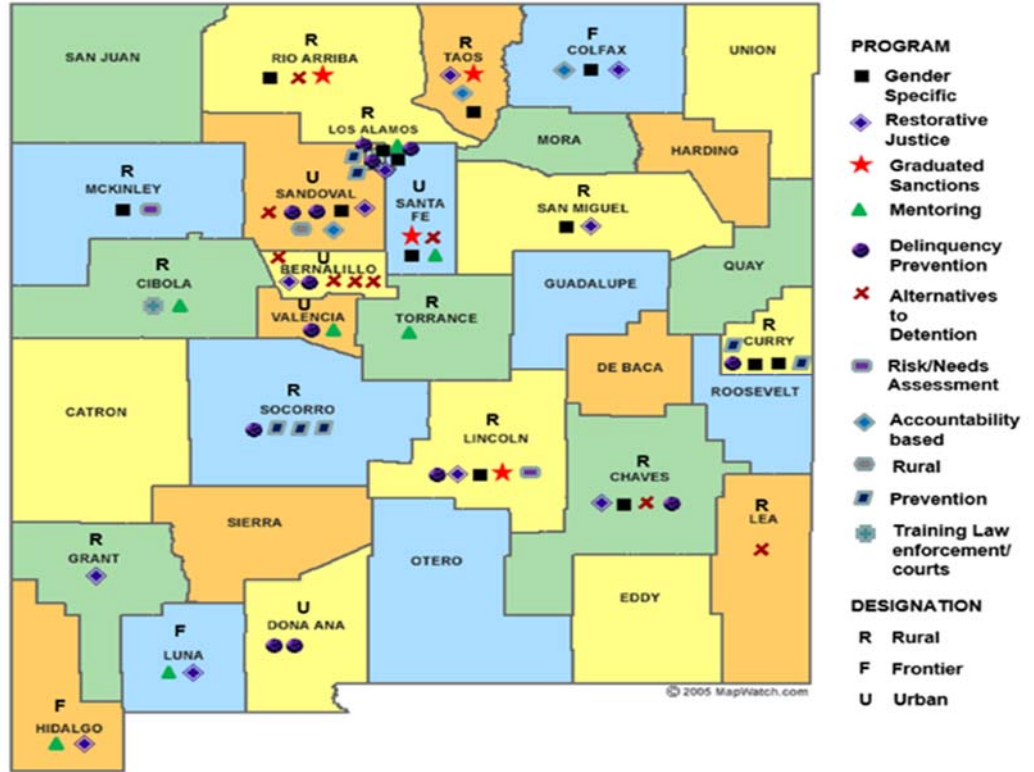 SAN JUAN
R
RIO ARRIBA
R
TAOS
F
COLFAX
UNION
R
LOS ALAMOS
MORA
HARDING
R
MCKINLEY
U
SANDOVAL
U
SANTA
FE
R
SAN MIGUEL
QUAY
R
CIBOLA
U
BERNALILLO
GUADALUPE
U
VALENCIA
R
TORRANCE
R
CURRY
DE BACA
ROOSEVELT
CATRON
R
SOCORRO
R
LINCOLN
R
CHAVES
R
LEA
SIERRA
OTERO
EDDY
R
GRANT
U
DONA ANA
F
LUNA
F
HIDALGO
© 2005 MapWatch.com
PROGRAM
Gender
Specific
Restorative
Justice
Graduated
Sanctions
Mentoring
Delinquency
Prevention
Alternatives
to
Detention
Risk/Needs
Assessment
Accountability
based
Rural
Prevention
Training Law
enforcement/
courts
DESIGNATION
R Rural
F Frontier
U Urban